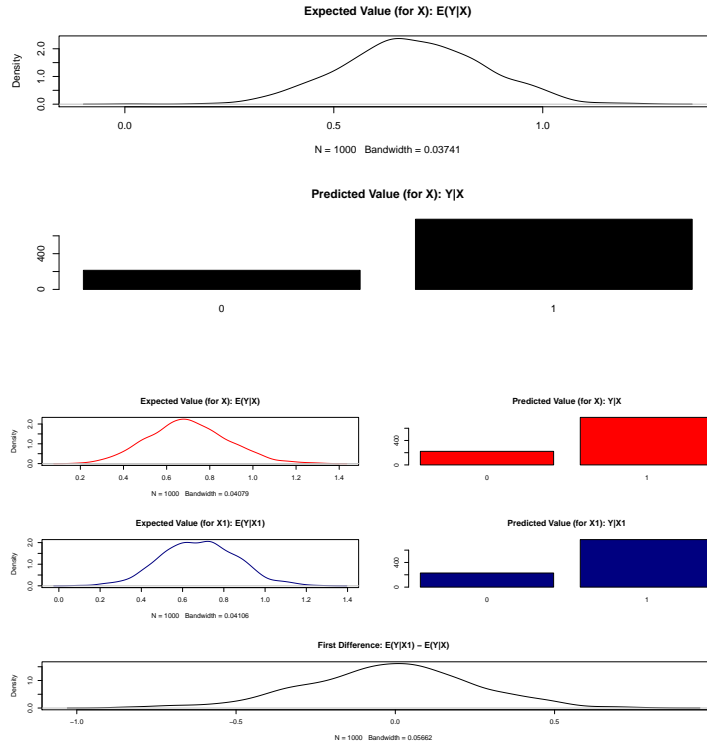 Expected Value (for X): E(Y|X)
Density
0.0 1.0 2.0
0.0 0.5 1.0
N = 1000 Bandwidth = 0.03741
Predicted Value (for X): Y|X
0 400
0 1
Expected Value (for X): E(Y|X)
Density
0.0 1.0 2.0
0.2 0.4 0.6 0.8 1.0 1.2 1.4
N = 1000 Bandwidth = 0.04079
Predicted Value (for X): Y|X
0 400
0 1
Expected Value (for X1): E(Y|X1)
Density
0.0 1.0 2.0
0.0 0.2 0.4 0.6 0.8 1.0 1.2 1.4
N = 1000 Bandwidth = 0.04106
Predicted Value (for X1): Y|X1
0 400
0 1
First Difference: E(Y|X1) − E(Y|X)
Density
0.0 1.0
−1.0 −0.5 0.0 0.5
N = 1000 Bandwidth = 0.05662